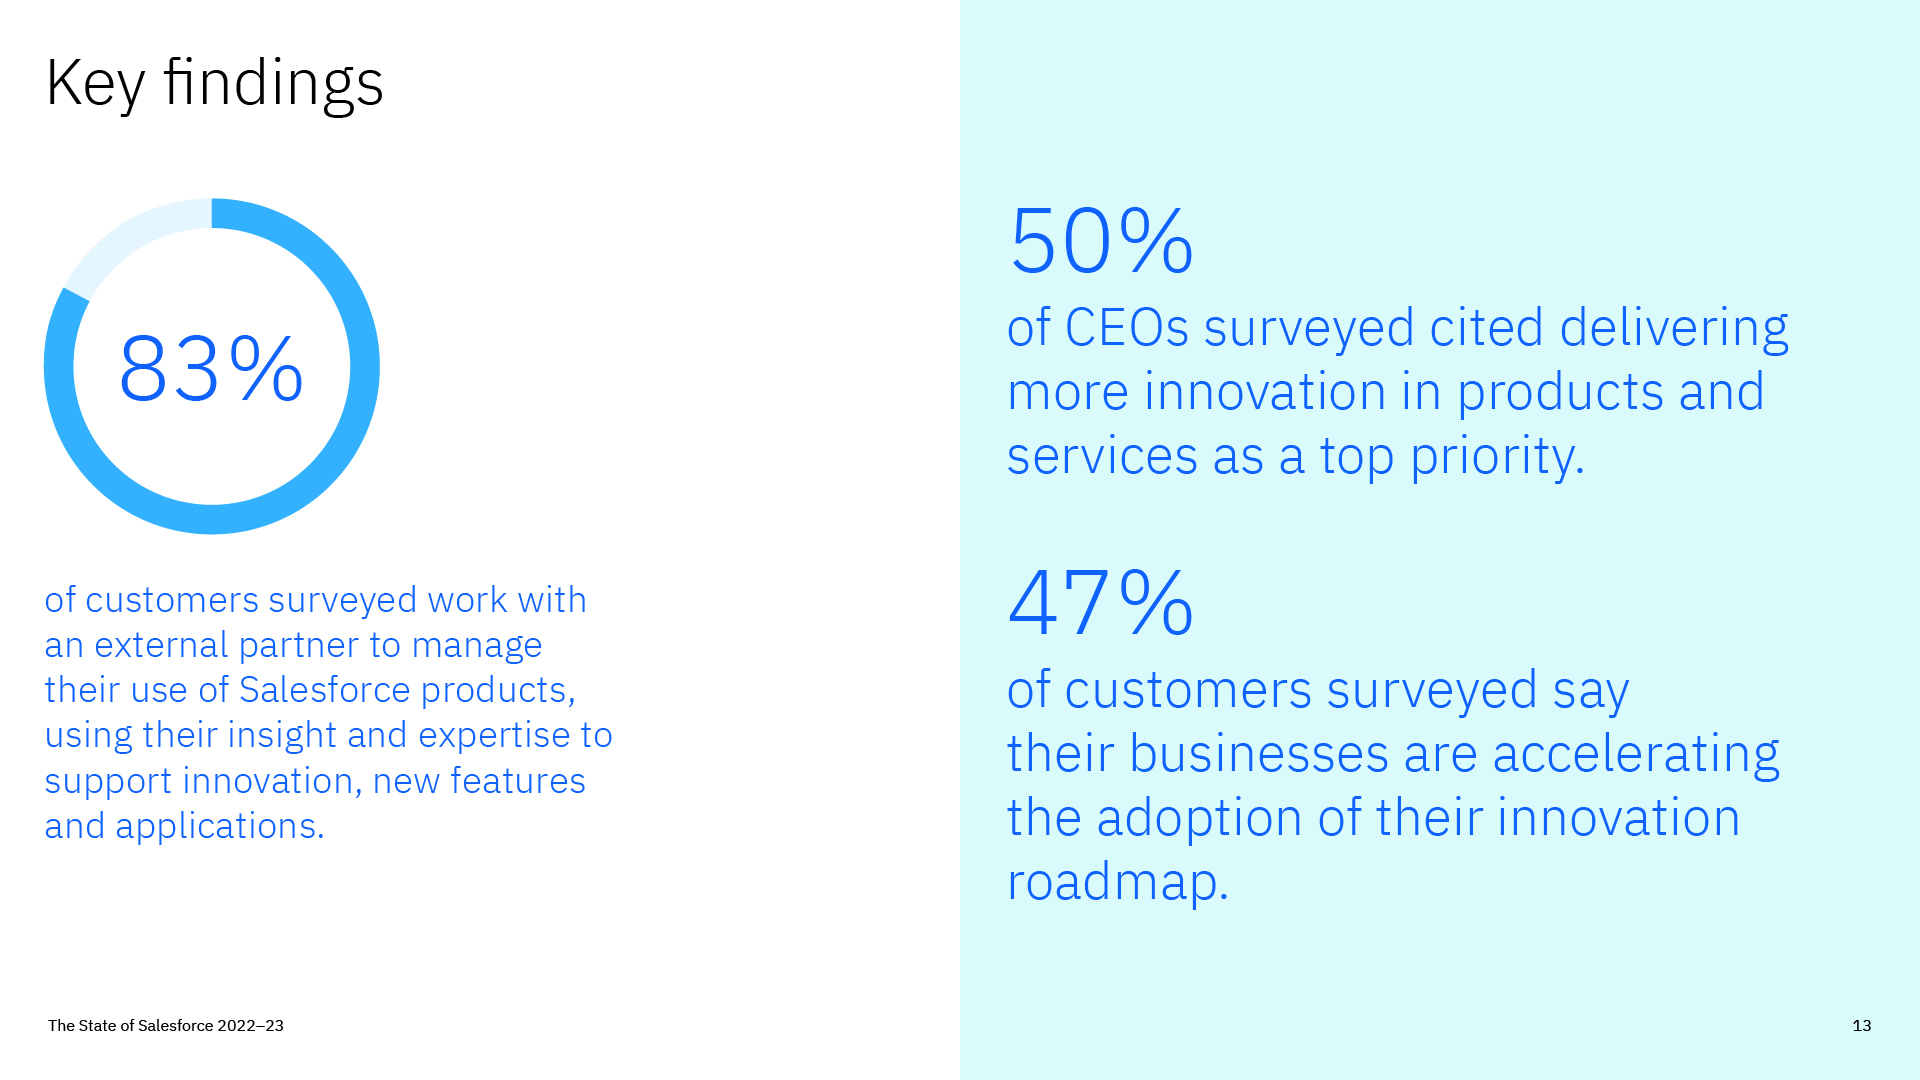 Key findings
83%
of customers surveyed work with
an external partner to manage
their use of Salesforce products,
using their insight and expertise to
support innovation, new features
and applications.
50%
of CEOs surveyed cited delivering
more innovation in products and
services as a top priority.
47%
of customers surveyed say
their businesses are accelerating
the adoption of their innovation
roadmap.
The State of Salesforce 2022–23
13